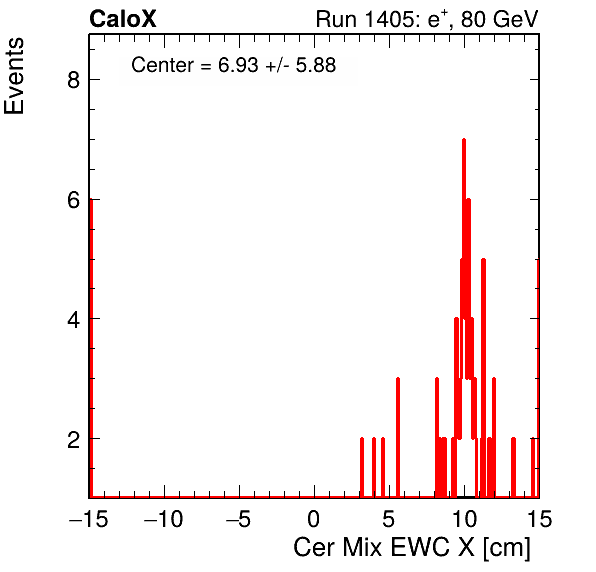 CaloX Run 1405: e⁺, 80 GeV
Center = 6.93 +/- 5.88
Events
8
6
4
2
−15 −10 −5 0 5 10 15
Cer Mix EWC X [cm]